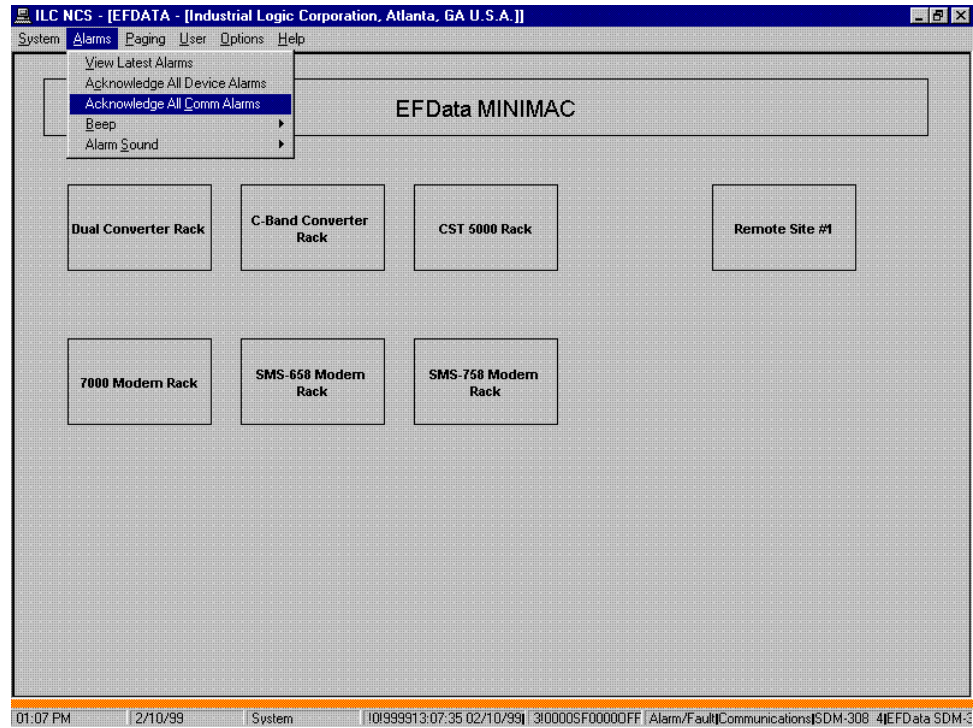 ILC NCS - [EFDATA - [Industrial Logic Corporation, Atlanta, GA U.S.A.]]
System Alarms Paging User Options Help
View Latest Alarms
Acknowledge All Device Alarms
Acknowledge All Comm Alarms
Beep
Alarm Sound
EFData MINIMAC
Dual Converter Rack
C-Band Converter
Rack
CST 5000 Rack
Remote Site #1
7000 Modem Rack
SMS-658 Modem
Rack
SMS-758 Modem
Rack
01:07 PM 2/10/99 System !0!999913:07:35 02/10/99| 3!0000SF00000OFF Alarm/Fault|Communications|SDM-308 4|EFData SDM-3